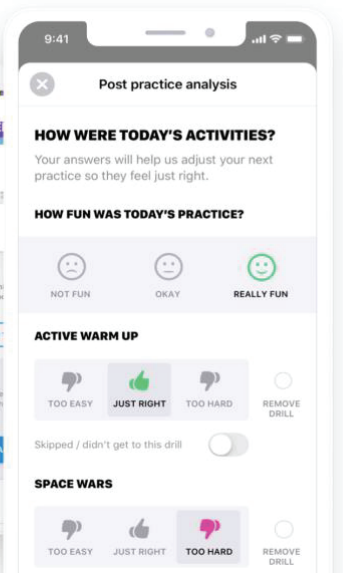 9:41
Post practice analysis
HOW WERE TODAY'S ACTIVITIES?
Your answers will help us adjust your next
practice so they feel just right.
HOW FUN WAS TODAY'S PRACTICE?
NOT FUN OKAY REALLY FUN
ACTIVE WARM UP
TOO EASY JUST RIGHT TOO HARD REMOVE
DRILL
Skipped / didn't get to this drill
SPACE WARS
TOO EASY JUST RIGHT TOO HARD REMOVE
DRILL